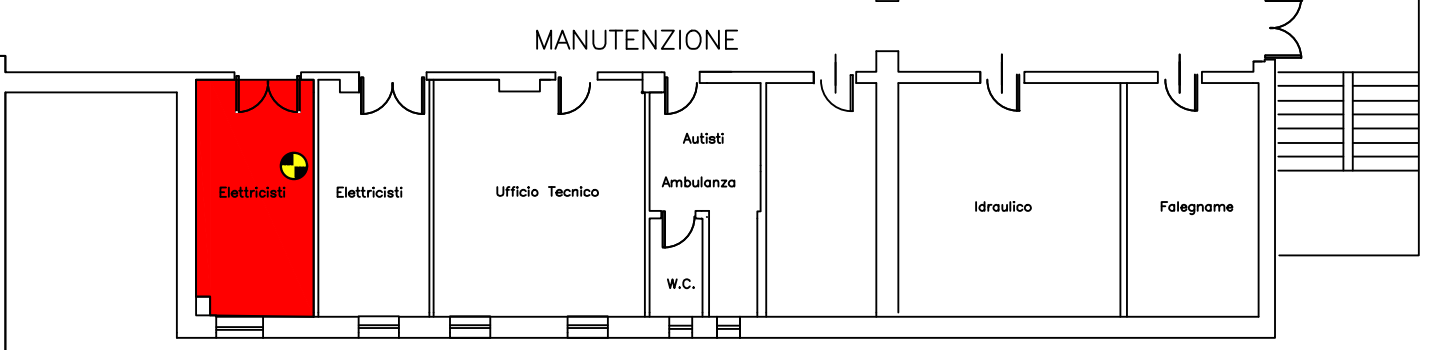 MANUTENZIONE
Autisti
Ambulanza
Elettricisti
Elettricisti
Ufficio Tecnico
Idraulico
Falegname
W.C.